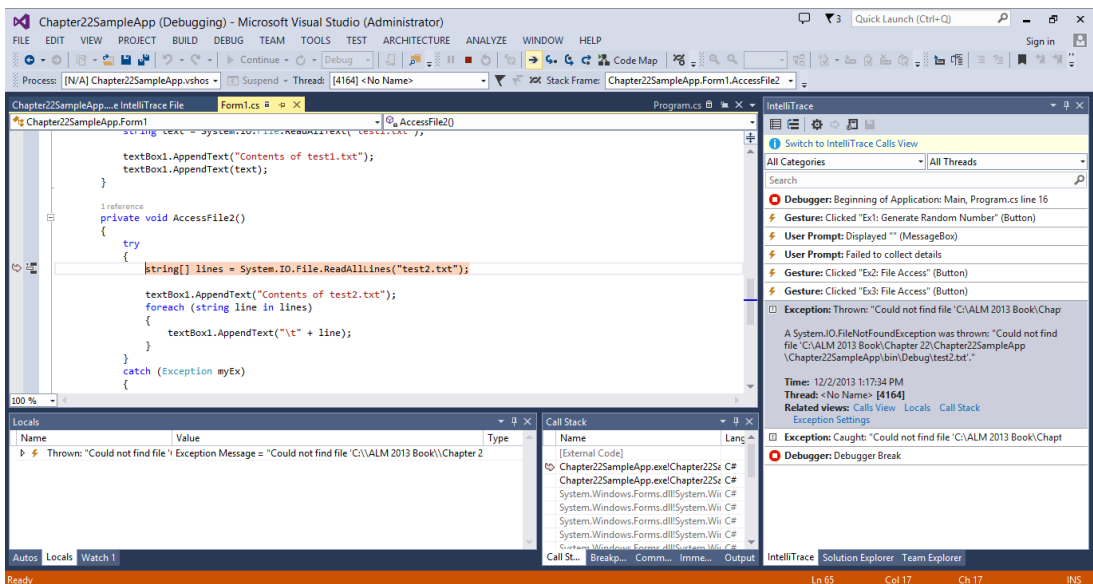 Chapter22SampleApp (Debugging) - Microsoft Visual Studio (Administrator)
3
Quick Launch (Ctrl+Q)
FILE EDIT VIEW PROJECT BUILD DEBUG TEAM TOOLS TEST ARCHITECTURE ANALYZE WINDOW HELP
Sign in
Continue Debug Code Map
Process: [N/A] Chapter22SampleApp.vshos Suspend Thread: [4164] <No Name> Stack Frame: Chapter22SampleApp.Form1.AccessFile2
Chapter22SampleApp....e IntelliTrace File Form1.cs Program.cs
Chapter22SampleApp.Form1 AccessFile2()
string text = System.IO.File.ReadAllText("test1.txt");
textBox1.AppendText("Contents of test1.txt");
textBox1.AppendText(text);
}
1 reference
private void AccessFile2()
{
try
{
string[] lines = System.IO.File.ReadAllLines("test2.txt");
textBox1.AppendText("Contents of test2.txt");
foreach (string line in lines)
{
textBox1.AppendText("\t" + line);
}
}
catch (Exception myEx)
{
100 %
IntelliTrace
Switch to IntelliTrace Calls View
All Categories All Threads
Search
Debugger: Beginning of Application: Main, Program.cs line 16
Gesture: Clicked "Ex1: Generate Random Number" (Button)
User Prompt: Displayed "" (MessageBox)
User Prompt: Failed to collect details
Gesture: Clicked "Ex2: File Access" (Button)
Gesture: Clicked "Ex3: File Access" (Button)
Exception: Thrown: "Could not find file 'C:\ALM 2013 Book\Chap
A System.IO.FileNotFoundException was thrown: "Could not find
file 'C:\ALM 2013 Book\Chapter 22\Chapter22SampleApp
\Chapter22SampleApp\bin\Debug\test2.txt'."
Time: 12/2/2013 1:17:34 PM
Thread: <No Name> [4164]
Related views: Calls View Locals Call Stack
Exception Settings
Exception: Caught: "Could not find file 'C:\ALM 2013 Book\Chapt
Debugger: Debugger Break
Locals
Name Value Type
Thrown: "Could not find file 'C Exception Message = "Could not find file 'C:\\ALM 2013 Book\\Chapter 2
Autos Locals Watch 1
Call Stack
Name Lang
[External Code]
Chapter22SampleApp.exe!Chapter22Sa C#
Chapter22SampleApp.exe!Chapter22Sa C#
System.Windows.Forms.dll!System.Wi C#
System.Windows.Forms.dll!System.Wi C#
System.Windows.Forms.dll!System.Wi C#
System.Windows.Forms.dll!System.Wi C#
Call St... Breakp... Comm... Imme... Output
IntelliTrace Solution Explorer Team Explorer
Ready Ln 65 Col 17 Ch 17 INS